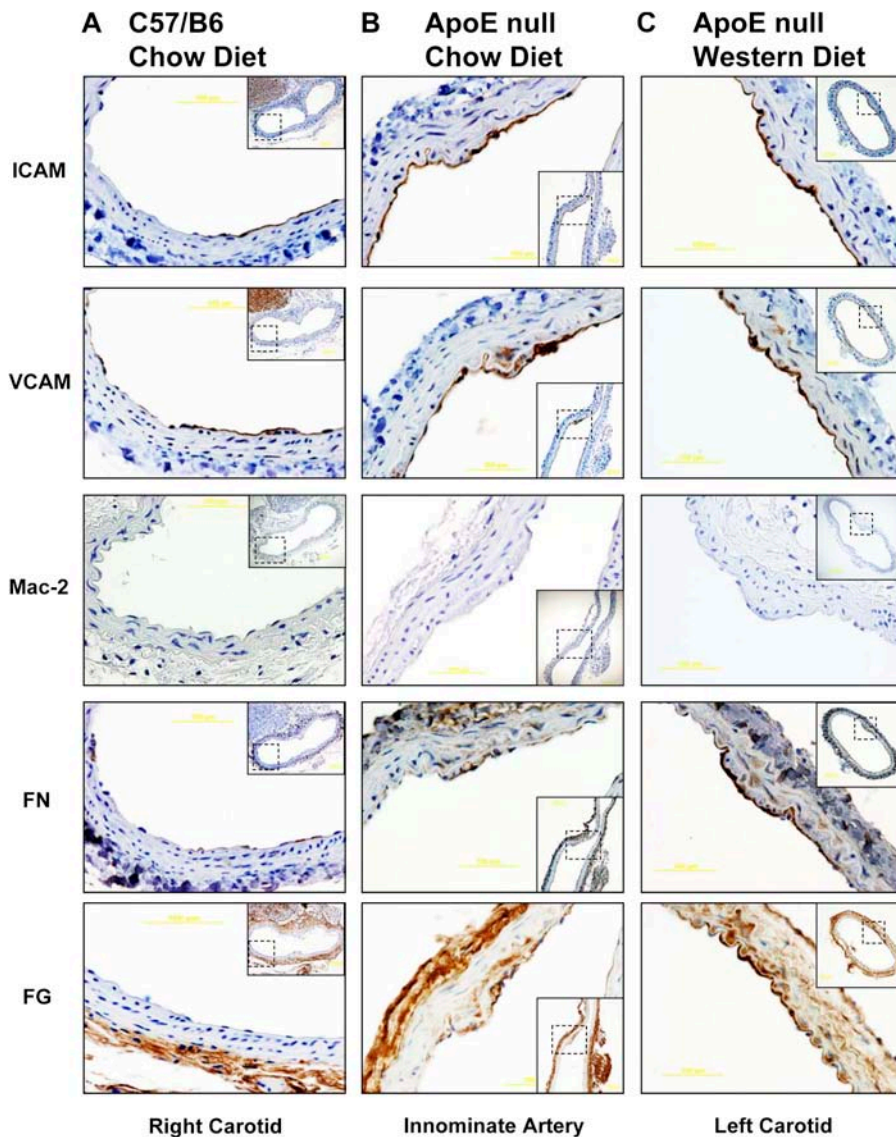 A C57/B6 Chow Diet
B ApoE null Chow Diet
C ApoE null Western Diet
ICAM
VCAM
Mac-2
FN
FG
Right Carotid
Innominate Artery
Left Carotid